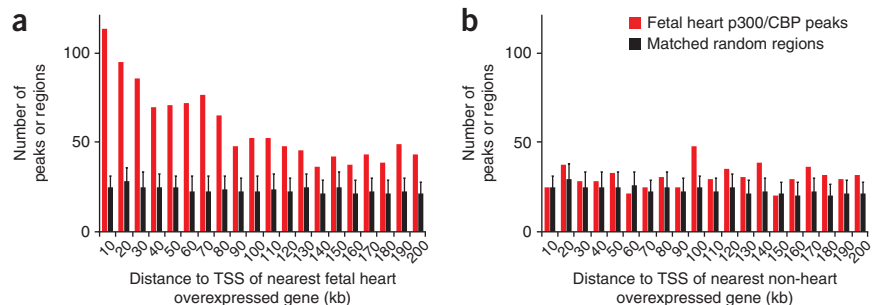 a
Number of
peaks or regions
100
50
0
10 20 30 40 50 60 70 80 90 100 110 120 130 140 150 160 170 180 190 200
Distance to TSS of nearest fetal heart
overexpressed gene (kb)
b
Fetal heart p300/CBP peaks
Matched random regions
Number of
peaks or regions
100
50
0
10 20 30 40 50 60 70 80 90 100 110 120 130 140 150 160 170 180 190 200
Distance to TSS of nearest non-heart
overexpressed gene (kb)